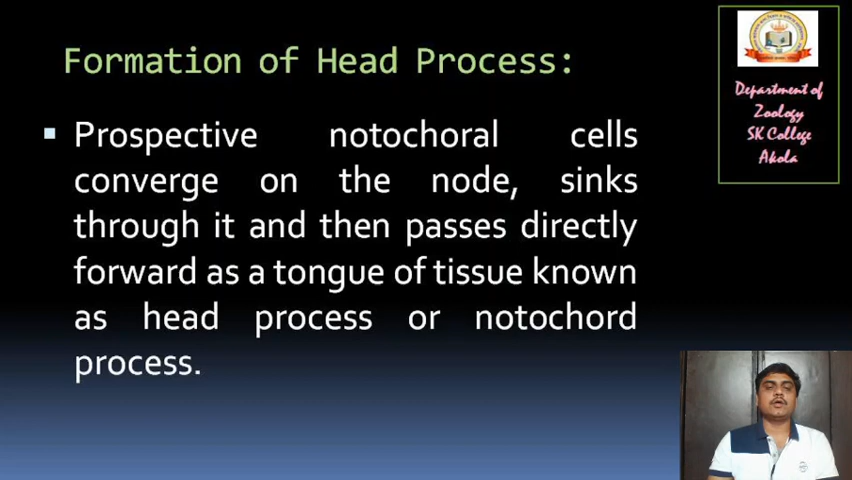 Formation of Head Process:
Prospective notochoral cells
converge on the node, sinks
through it and then passes directly
forward as a tongue of tissue known
as head process or notochord
process.
Department of
Zoology
SK College
Akola